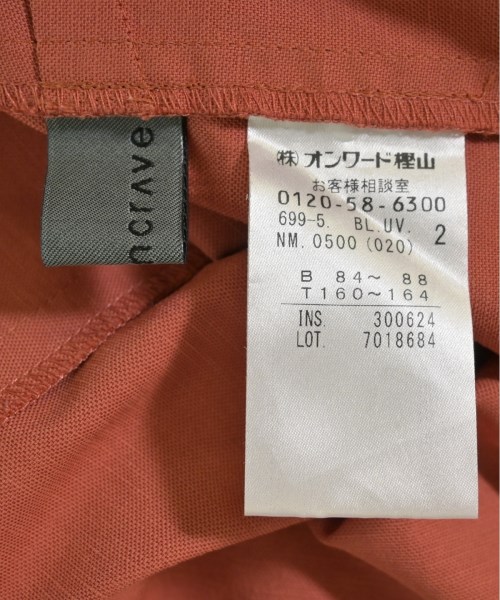 ncrave
㈱オンワード樫山
お客様相談室
0120-58-6300
699-5. BL.UV. 2
NM. 0500 (020)
B 84～ 88
T 160～164
INS. 300624
LOT. 7018684